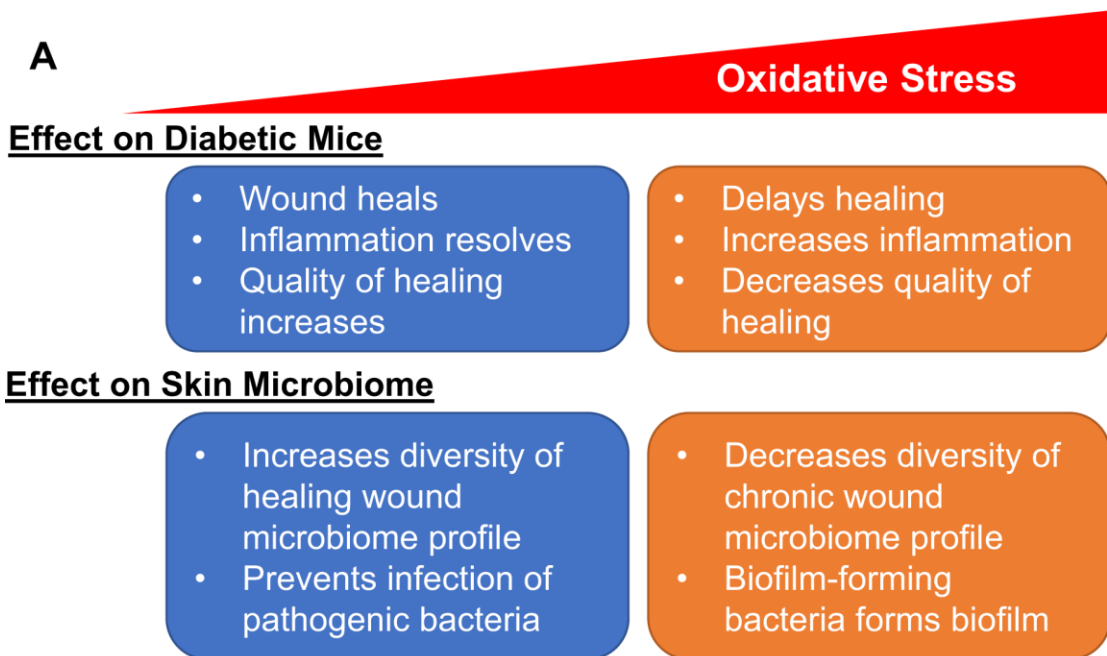 A
Oxidative Stress
Effect on Diabetic Mice
• Wound heals
• Inflammation resolves
• Quality of healing
increases
• Delays healing
• Increases inflammation
• Decreases quality of
healing
Effect on Skin Microbiome
• Increases diversity of
healing wound
microbiome profile
• Prevents infection of
pathogenic bacteria
• Decreases diversity of
chronic wound
microbiome profile
• Biofilm-forming
bacteria forms biofilm